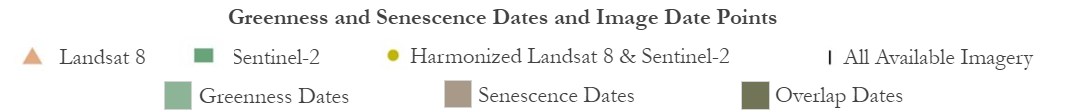 Greenness and Senescence Dates and Image Date Points
Landsat 8 Sentinel-2 Harmonized Landsat 8 & Sentinel-2 All Available Imagery
Greenness Dates Senescence Dates Overlap Dates